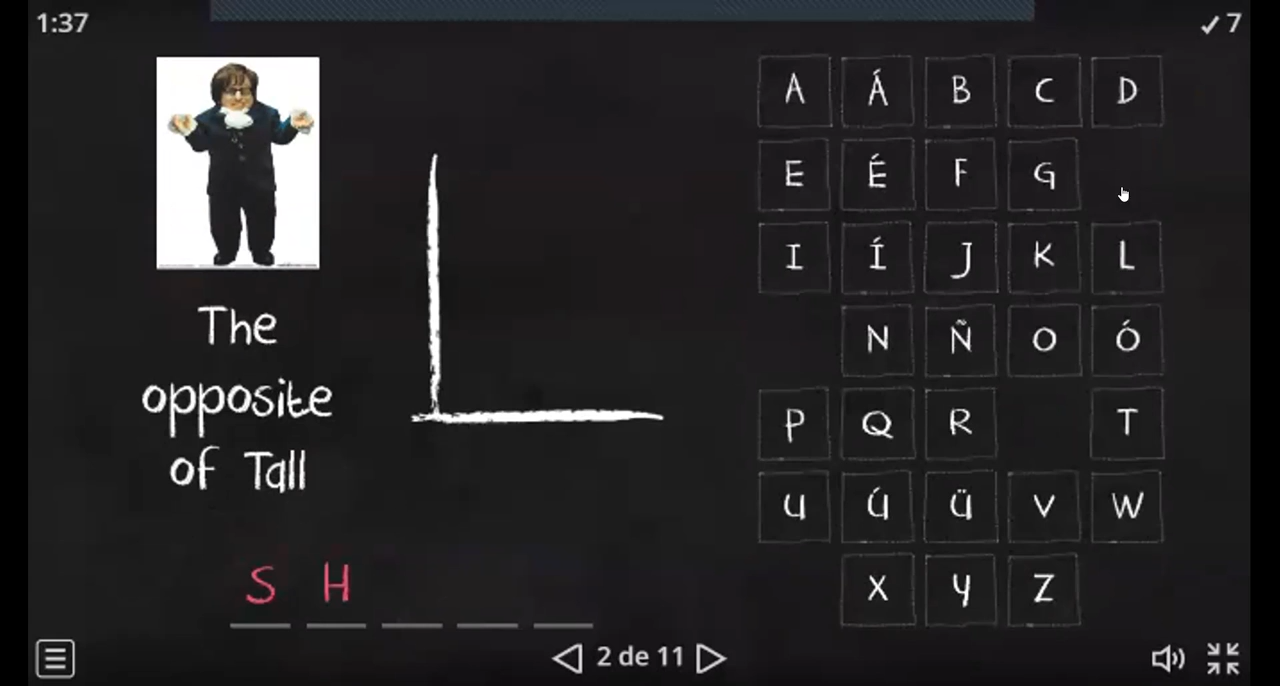 1:37
✓ 7
The
opposite
of Tall
S H
A Á B C D
E É F G
I Í J K L
N Ñ O Ó
P Q R T
U Ú Ü V W
X Y Z
2 de 11